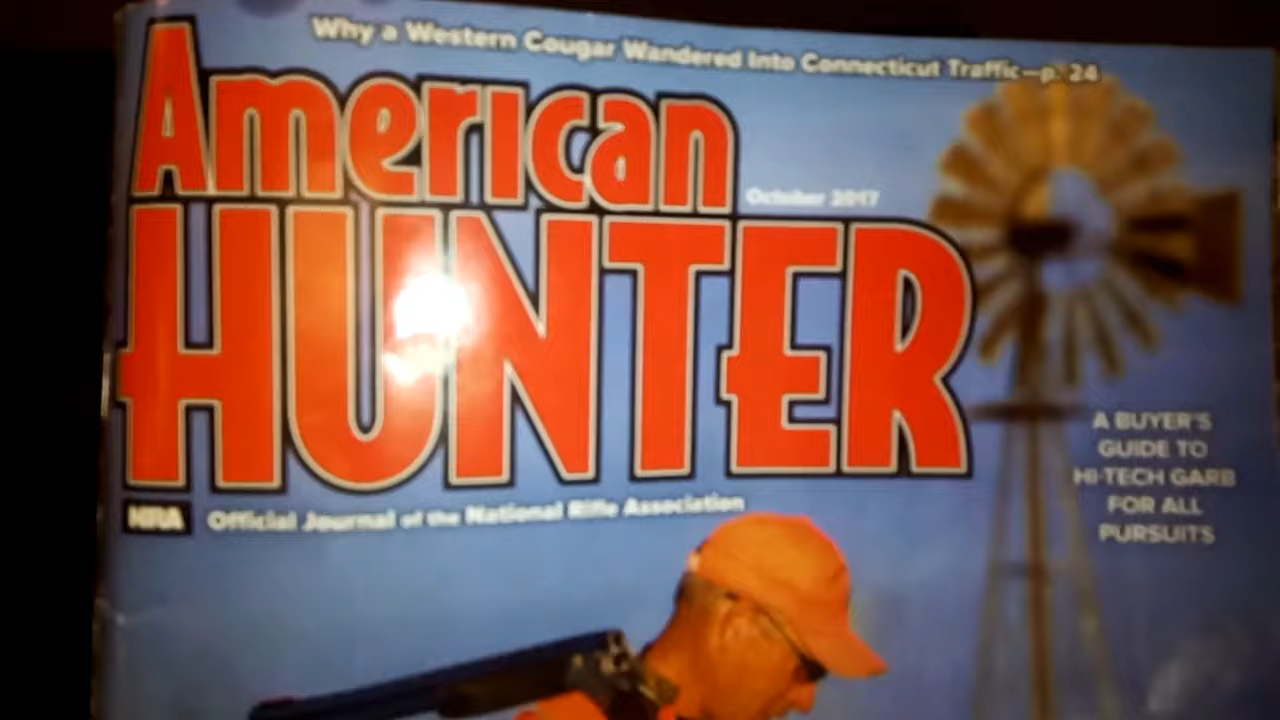 Why a Western Cougar Wandered Into Connecticut Traffic—p. 24
American
October 2017
HUNTER
NRA Official Journal of the National Rifle Association
A BUYER'S
GUIDE TO
HI-TECH GARB
FOR ALL
PURSUITS